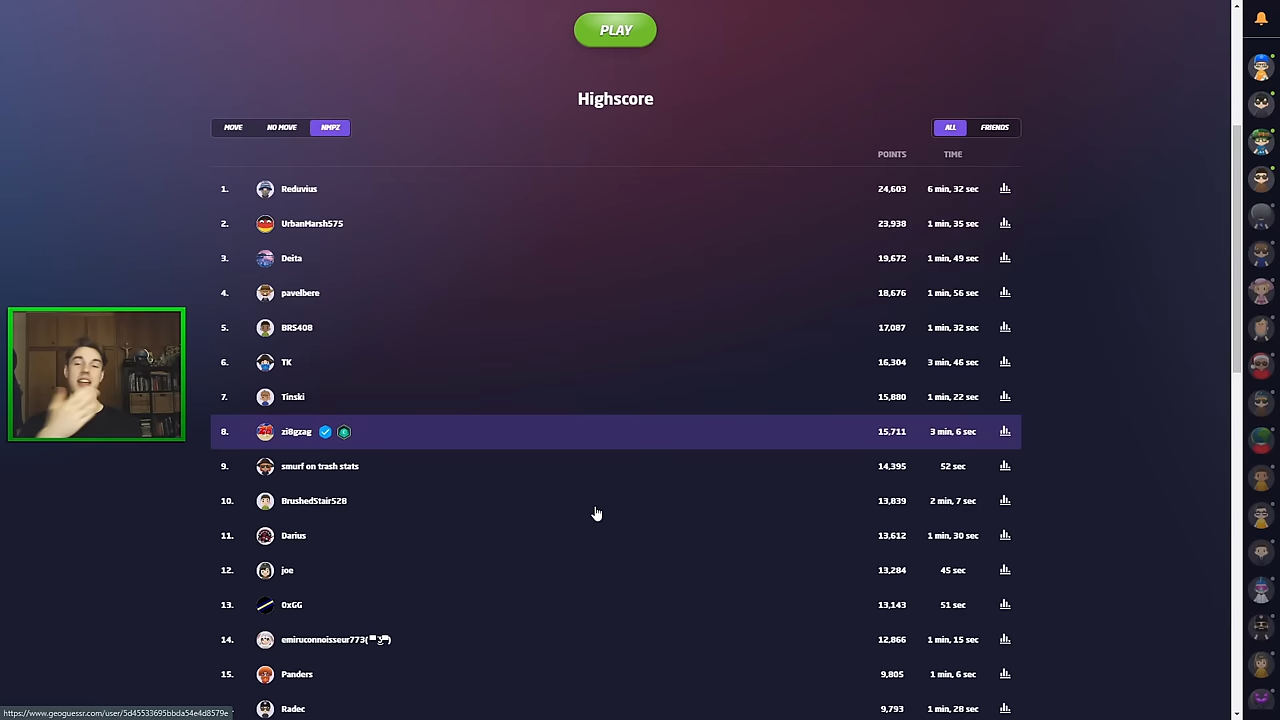 PLAY
Highscore
MOVE NO MOVE NMPZ ALL FRIENDS
POINTS TIME
1. Reduvius 24,603 6 min, 32 sec
2. UrbanMarsh575 23,938 1 min, 35 sec
3. Deita 19,672 1 min, 49 sec
4. pavelbere 18,676 1 min, 56 sec
5. BRS408 17,087 1 min, 32 sec
6. TK 16,304 3 min, 46 sec
7. Tinski 15,880 1 min, 22 sec
8. zi8gzag 15,711 3 min, 6 sec
9. smurf on trash stats 14,395 52 sec
10. BrushedStair528 13,839 2 min, 7 sec
11. Darius 13,612 1 min, 30 sec
12. joe 13,284 45 sec
13. 0xGG 13,143 51 sec
14. emiruconnoisseur773 12,866 1 min, 15 sec
15. Panders 9,805 1 min, 6 sec
Radec 9,793 1 min, 28 sec
https://www.geoguessr.com/user/5d45533695bbda54e4d8579e